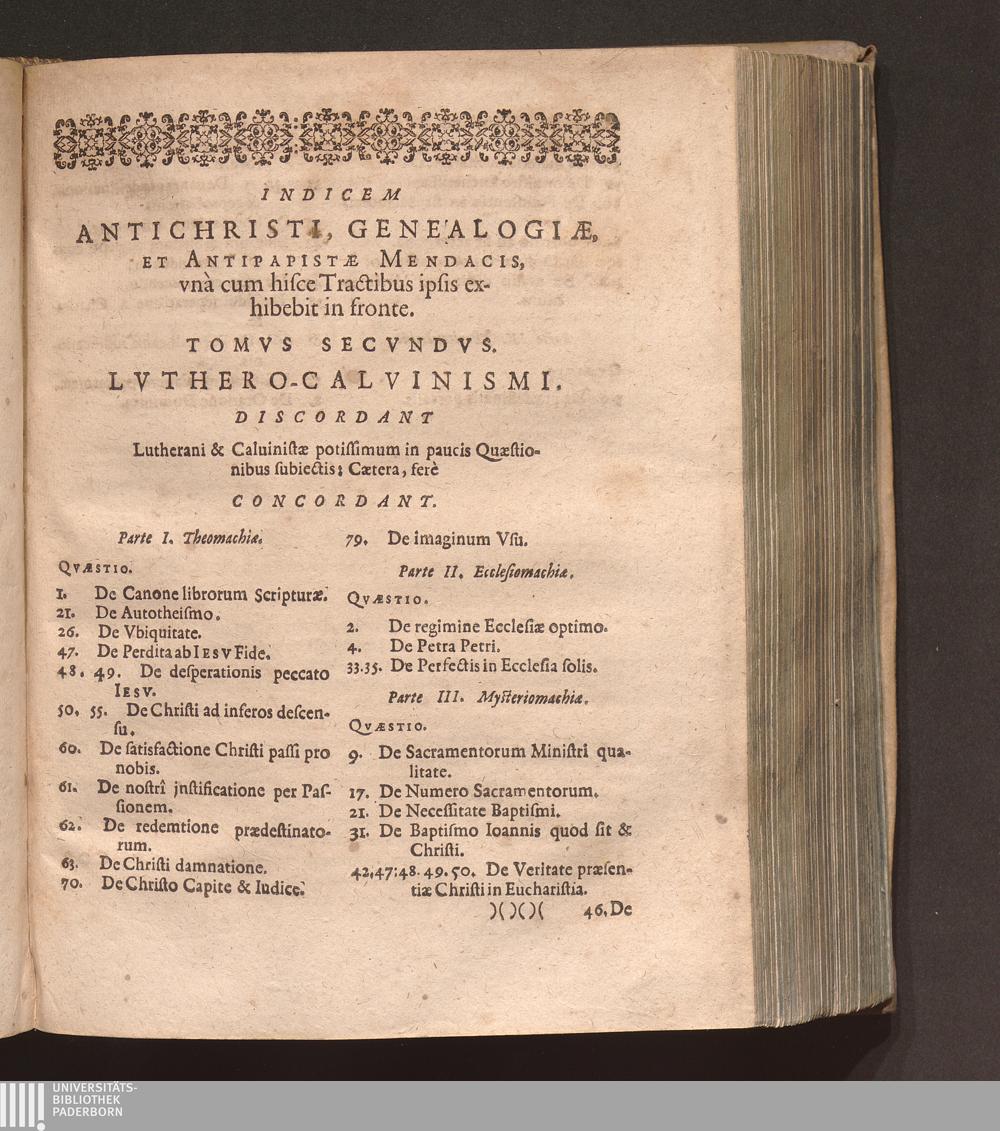 INDICEM
ANTICHRISTI, GENEALOGIÆ,
ET ANTIPAPISTÆ MENDACIS,
vnà cum hiſce Tractibus ipſis ex-
hibebit in fronte.
TOMVS SECVNDVS.
LVTHERO-CALVINISMI.
DISCORDANT
Lutherani & Caluiniſtæ potiſſimum in paucis Quæſtio-
nibus ſubiectis; Cætera, ferè
CONCORDANT.
Parte I. Theomachiæ.
QVÆSTIO.
1. De Canone librorum Scripturæ.
21. De Autotheiſmo.
26. De Vbiquitate.
47. De Perdita ab IESV Fide.
48. 49. De deſperationis peccato
IESV.
50. 55. De Chriſti ad inferos deſcen-
ſu.
60. De ſatisfactione Chriſti paſſi pro
nobis.
61. De noſtrî jnſtificatione per Paſ-
ſionem.
62. De redemtione prædeſtinato-
rum.
63. De Chriſti damnatione.
70. De Chriſto Capite & Iudice.
79. De imaginum Vſu.
Parte II. Eccleſiomachiæ.
QVÆSTIO.
2. De regimine Eccleſiæ optimo.
4. De Petra Petri.
33.35. De Perfectis in Eccleſia ſolis.
Parte III. Myſteriomachiæ.
QVÆSTIO.
9. De Sacramentorum Miniſtri qua-
litate.
17. De Numero Sacramentorum.
21. De Neceſſitate Baptiſmi.
31. De Baptiſmo Ioannis quod ſit &
Chriſti.
42,47:48.49.50. De Veritate præſen-
tiæ Chriſti in Euchariſtia.
)( )( )( 46. De
UNIVERSITÄTS-
BIBLIOTHEK
PADERBORN